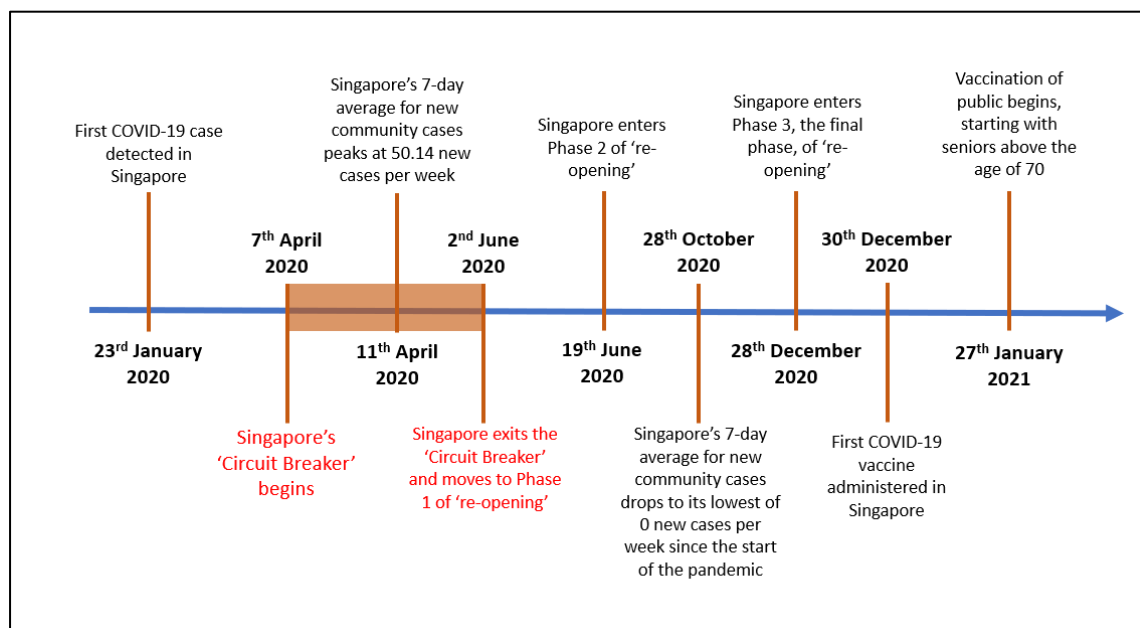 First COVID-19 case
detected in
Singapore
23rd January
2020
7th April
2020
Singapore's
'Circuit Breaker'
begins
Singapore's 7-day
average for new
community cases
peaks at 50.14 new
cases per week
11th April
2020
2nd June
2020
Singapore exits the
'Circuit Breaker'
and moves to Phase
1 of 're-opening'
Singapore enters
Phase 2 of 're-
opening'
19th June
2020
28th October
2020
Singapore's 7-day
average for new
community cases
drops to its lowest of
0 new cases per
week since the start
of the pandemic
Singapore enters
Phase 3, the final
phase, of 're-
opening'
28th December
2020
30th December
2020
First COVID-19
vaccine
administered in
Singapore
Vaccination of
public begins,
starting with
seniors above the
age of 70
27th January
2021